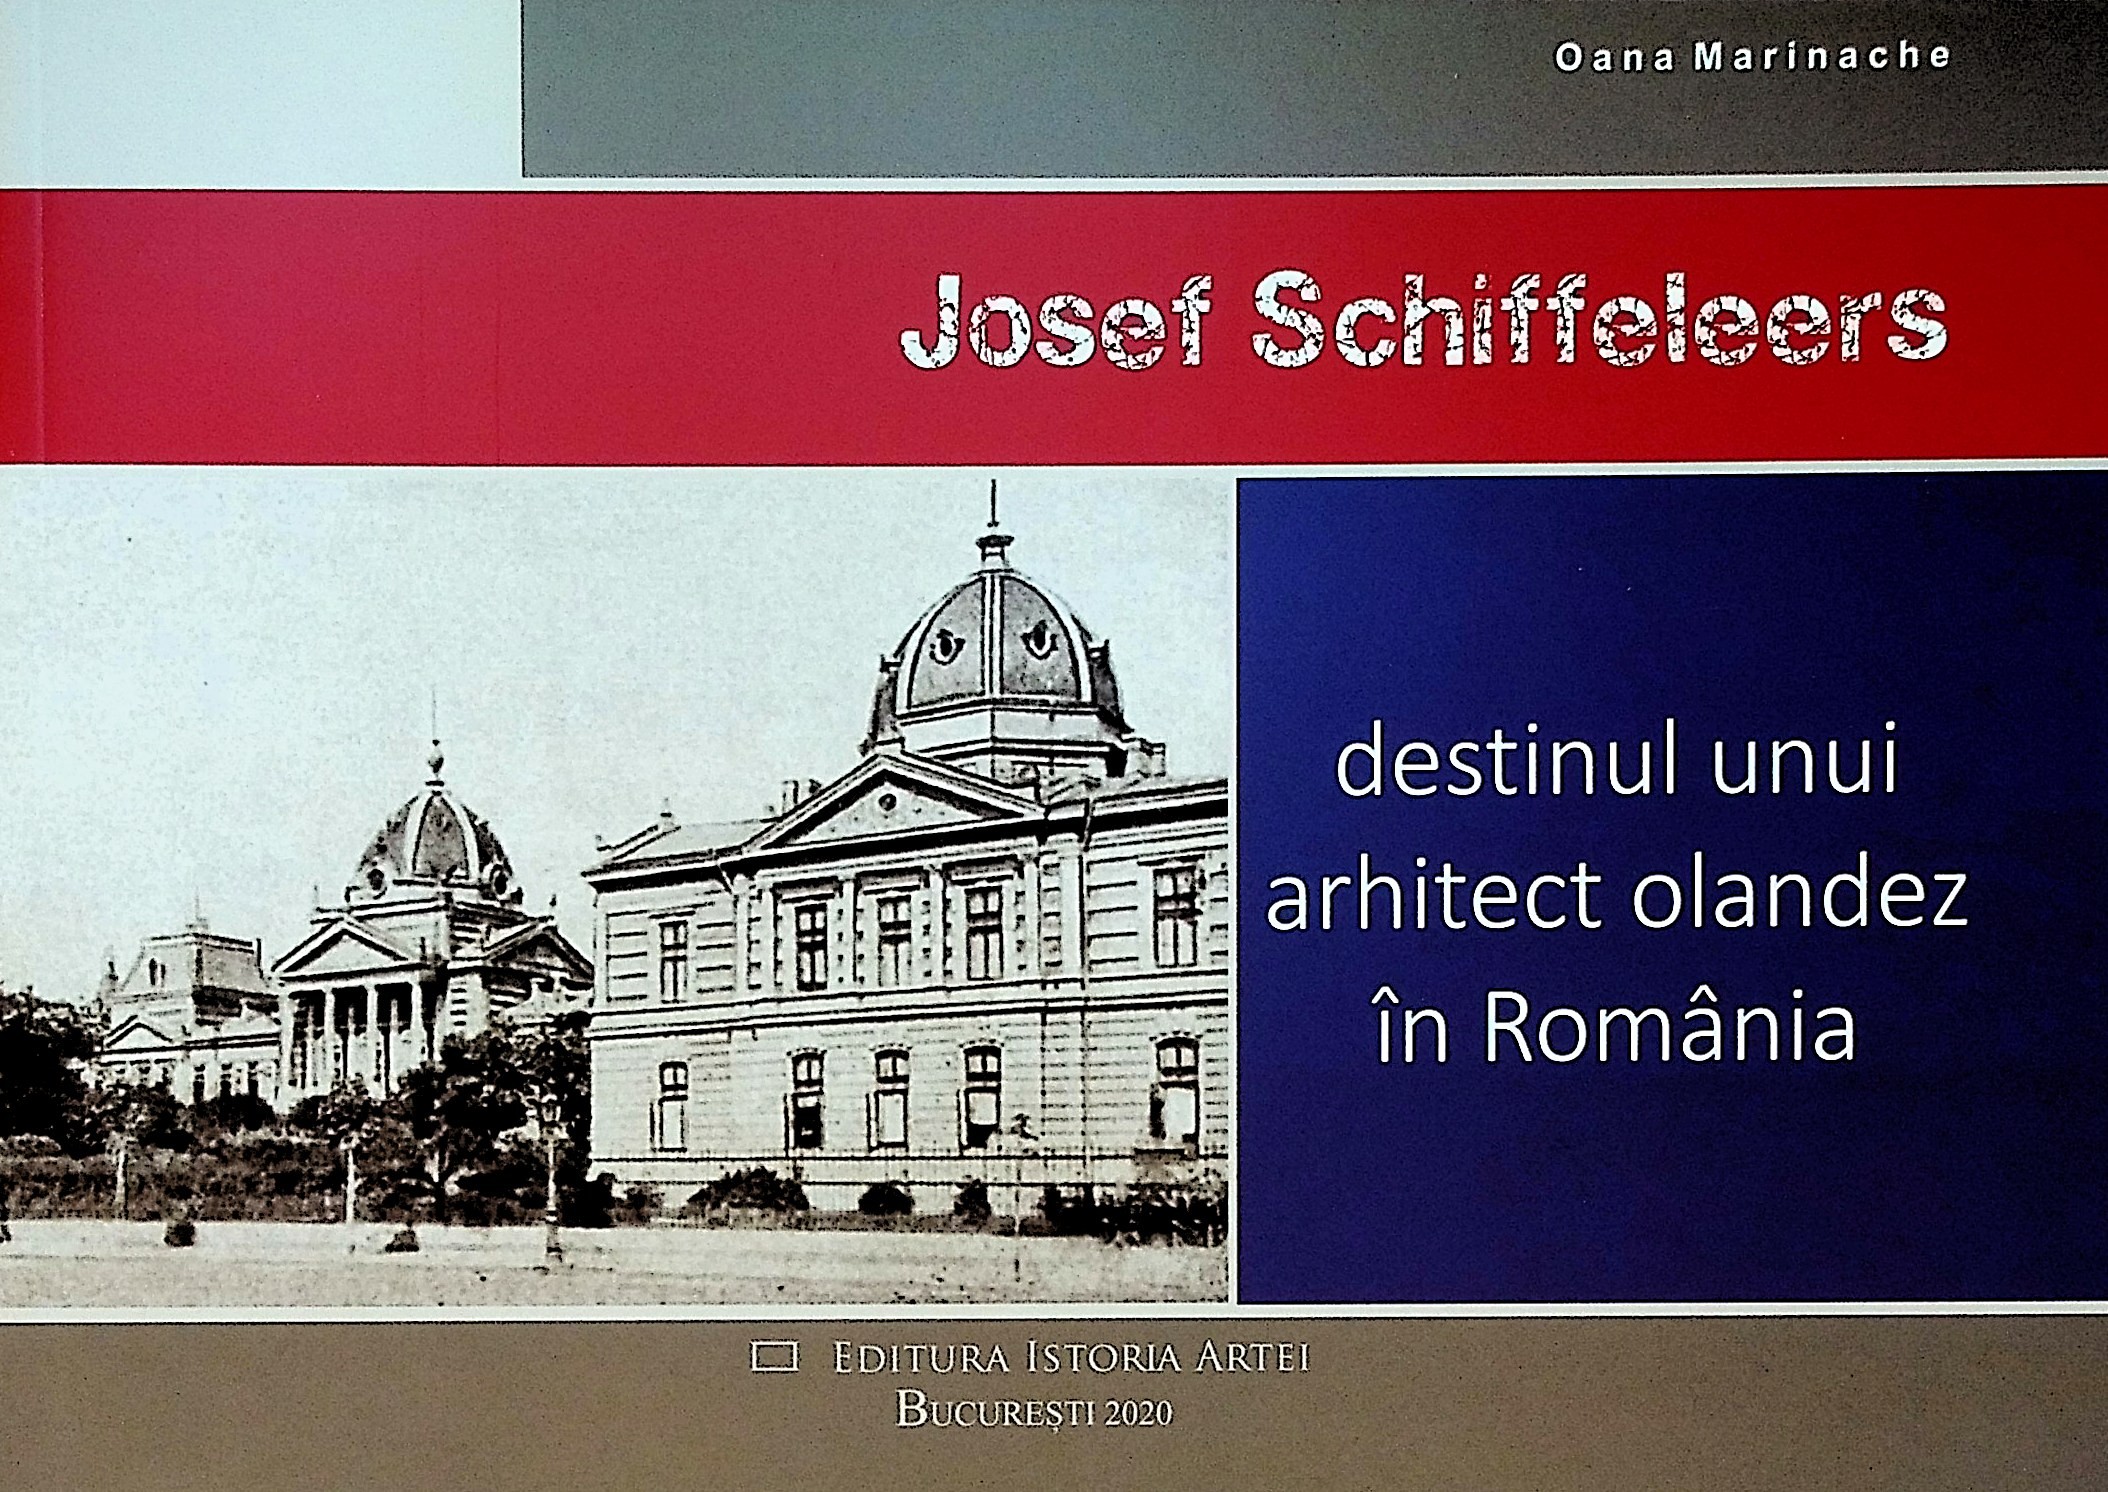 Oana Marinache
Josef Schiffeleers
destinul unui
arhitect olandez
în România
EDITURA ISTORIA ARTEI
BUCUREȘTI 2020